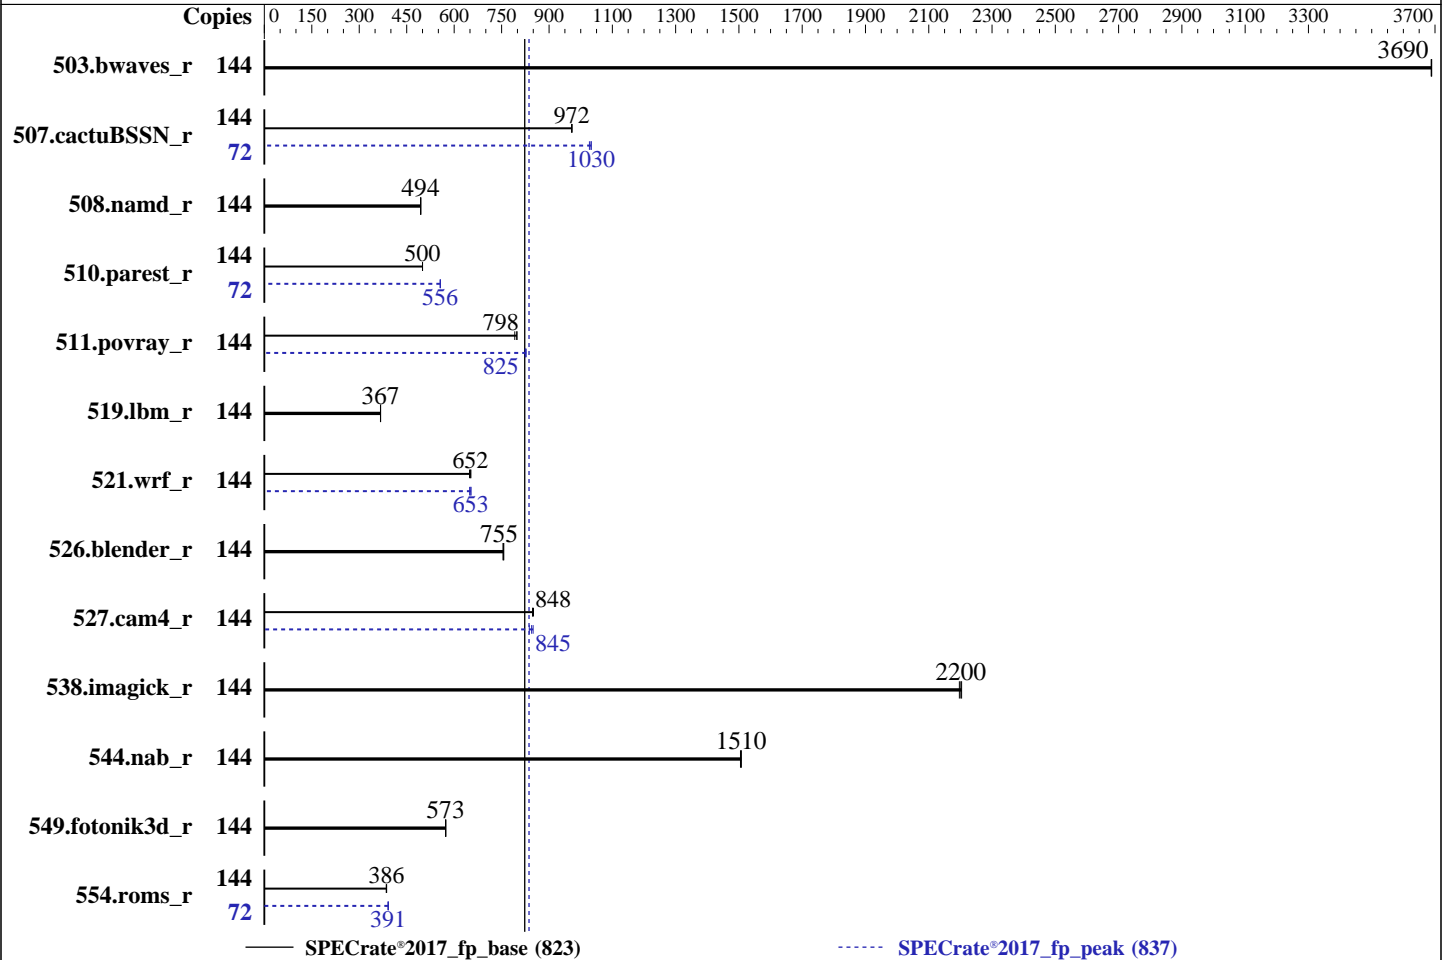 Copies 0 150 300 450 600 750 900 1100 1300 1500 1700 1900 2100 2300 2500 2700 2900 3100 3300 3700
503.bwaves_r 144 3690
507.cactuBSSN_r 144 972
72 1030
508.namd_r 144 494
510.parest_r 144 500
72 556
511.povray_r 144 798
825
519.lbm_r 144 367
521.wrf_r 144 652
653
526.blender_r 144 755
527.cam4_r 144 848
845
538.imagick_r 144 2200
544.nab_r 144 1510
549.fotonik3d_r 144 573
554.roms_r 144 386
72 391
SPECrate®2017_fp_base (823) SPECrate®2017_fp_peak (837)